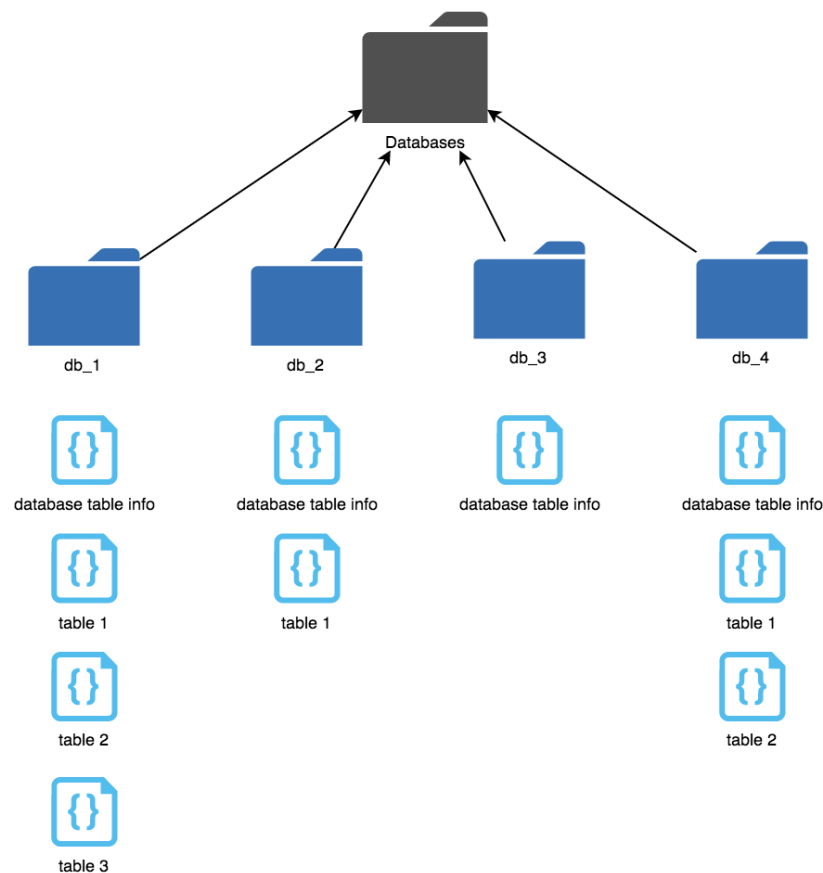 Databases
db_1
db_2
db_3
db_4
database table info
database table info
database table info
database table info
table 1
table 1
table 1
table 2
table 2
table 3